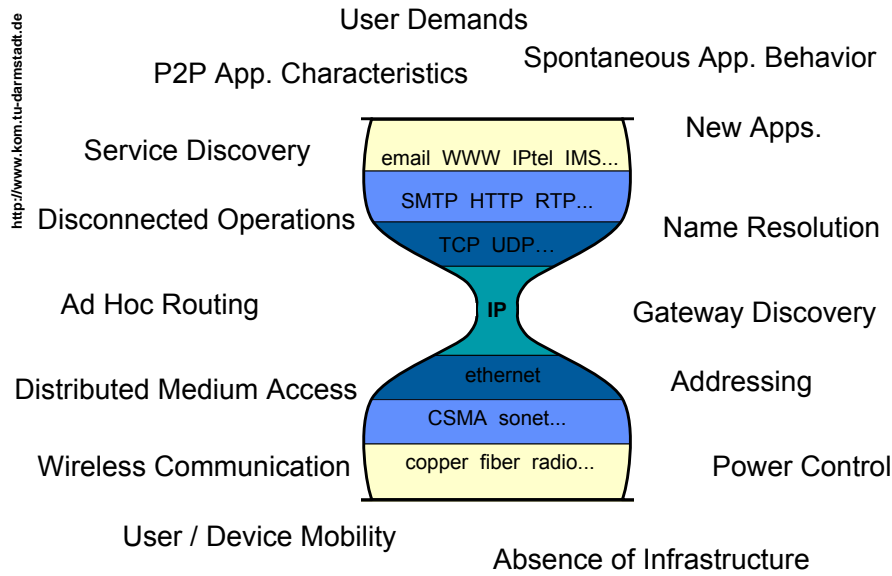 http://www.kom.tu-darmstadt.de
User Demands
P2P App. Characteristics
Spontaneous App. Behavior
New Apps.
Service Discovery
email WWW IPtel IMS...
SMTP HTTP RTP...
Disconnected Operations
Name Resolution
TCP UDP...
Ad Hoc Routing
IP
Gateway Discovery
ethernet
Distributed Medium Access
Addressing
CSMA sonet...
Wireless Communication
copper fiber radio...
Power Control
User / Device Mobility
Absence of Infrastructure